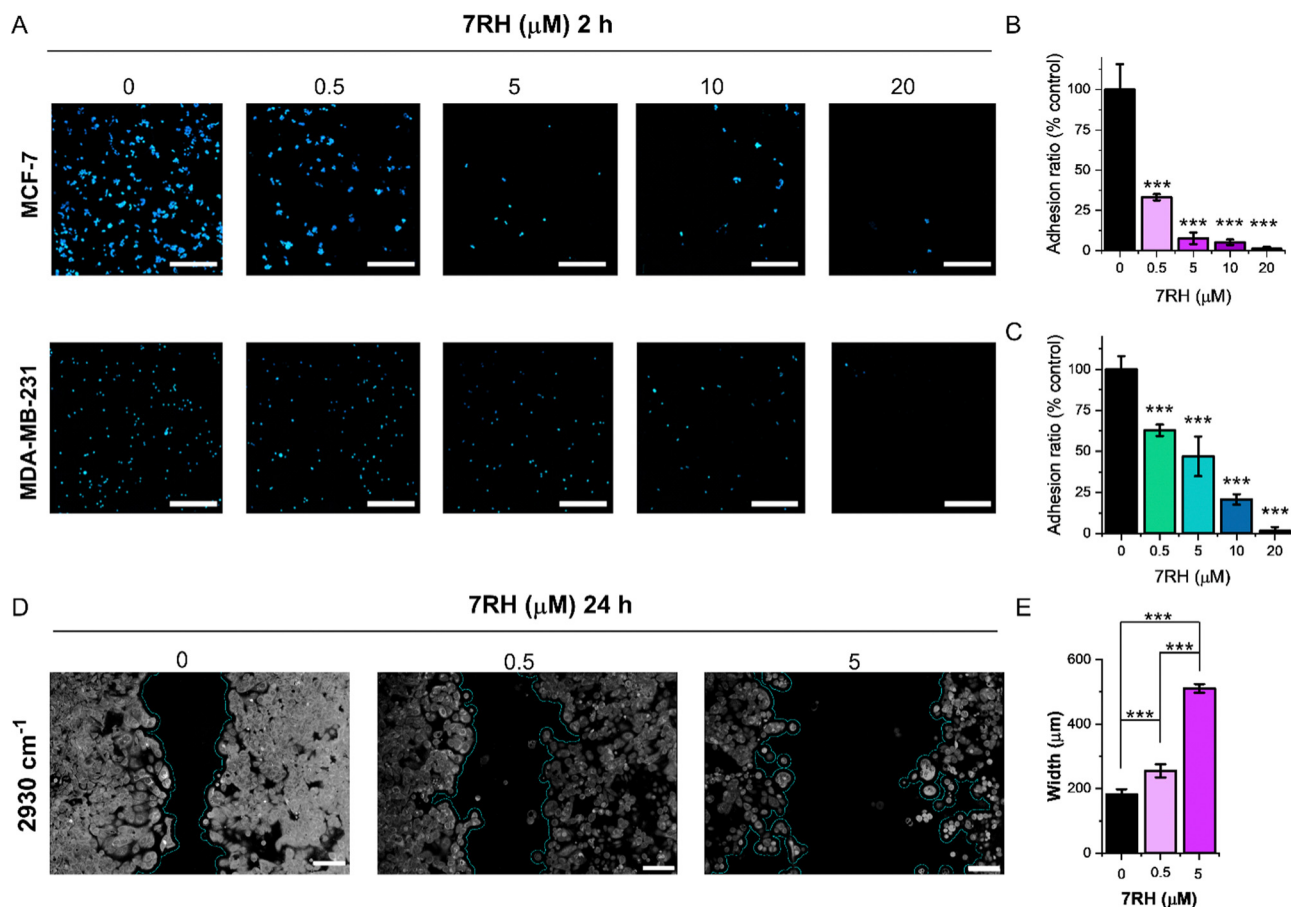 A
7RH (μM) 2 h
0 0.5 5 10 20
MCF-7
MDA-MB-231
B
Adhesion ratio (% control)
100
75
50
25
0
***
*** *** ***
0 0.5 5 10 20
7RH (μM)
C
Adhesion ratio (% control)
100
75
50
25
0
***
***
***
***
0 0.5 5 10 20
7RH (μM)
D
7RH (μM) 24 h
0 0.5 5
2930 cm⁻¹
E
Width (μm)
600
400
200
0
***
***
***
0 0.5 5
7RH (μM)